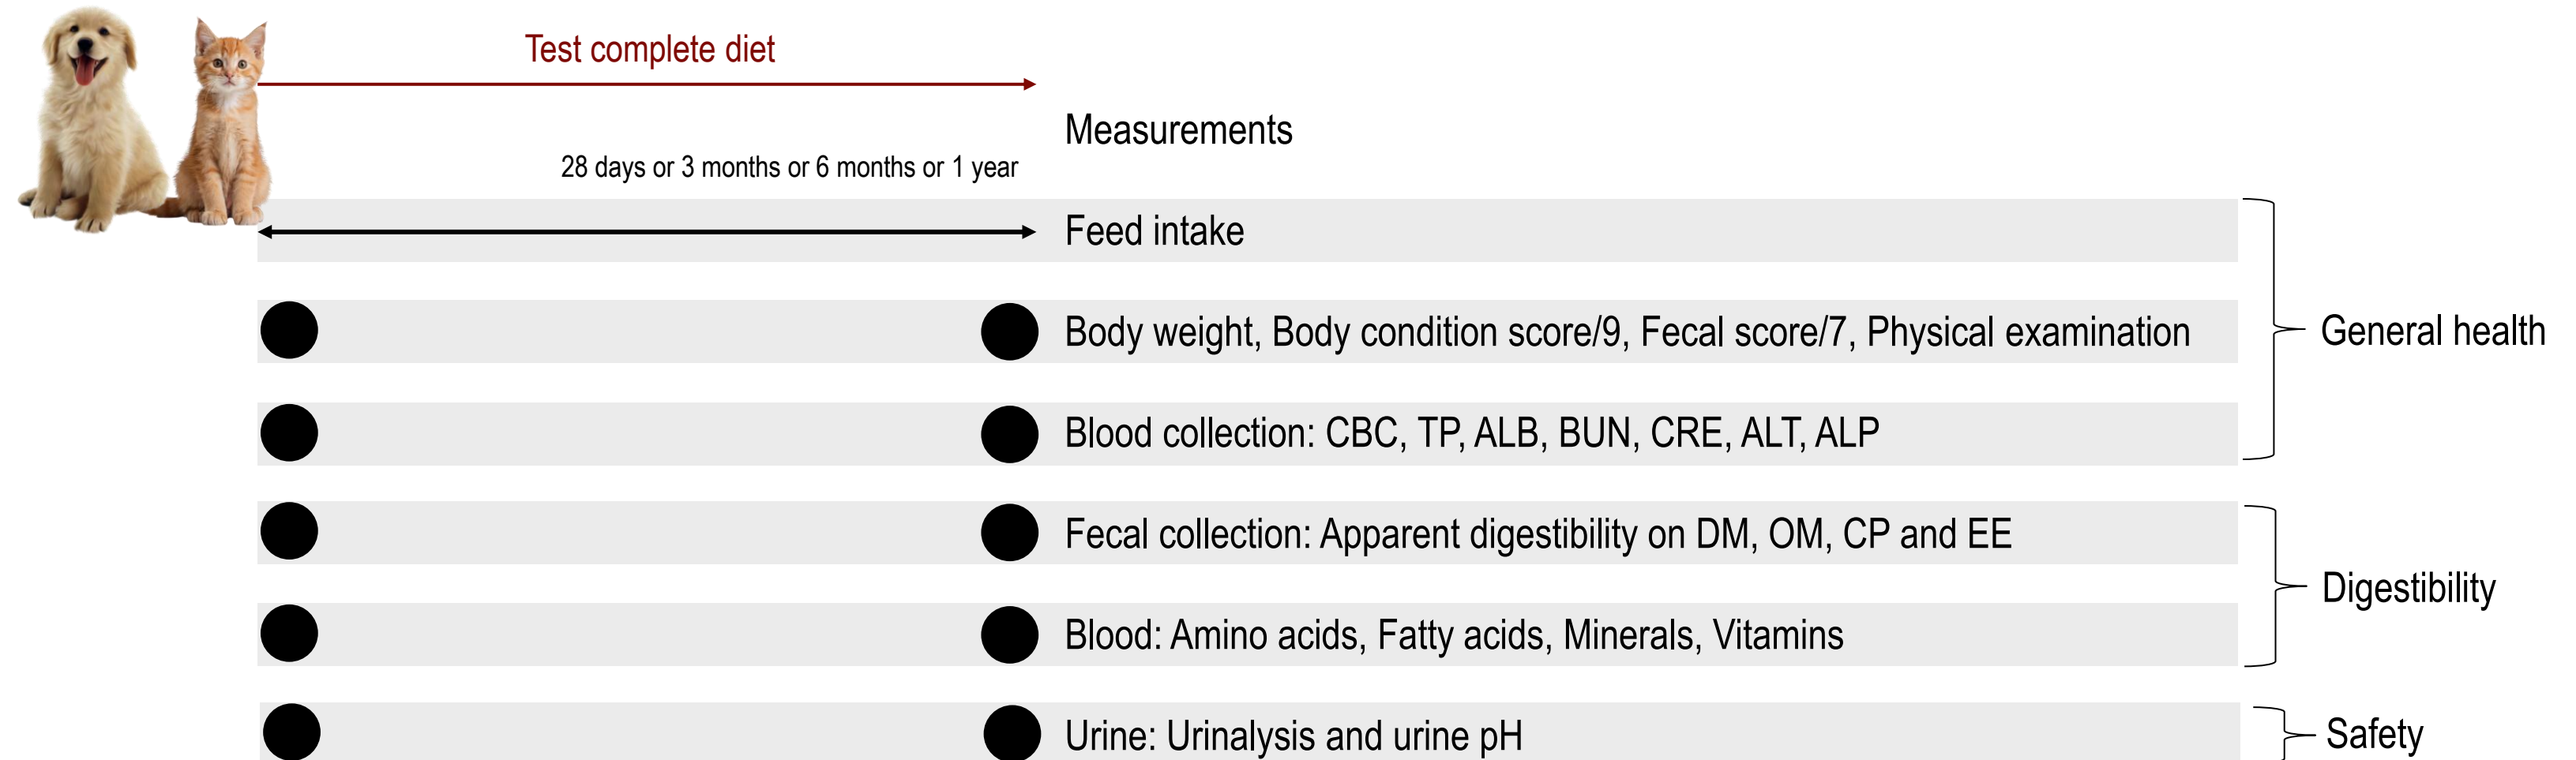 Test complete diet
Measurements
28 days or 3 months or 6 months or 1 year
Feed intake
Body weight, Body condition score/9, Fecal score/7, Physical examination
General health
Blood collection: CBC, TP, ALB, BUN, CRE, ALT, ALP
Fecal collection: Apparent digestibility on DM, OM, CP and EE
Digestibility
Blood: Amino acids, Fatty acids, Minerals, Vitamins
Urine: Urinalysis and urine pH
Safety